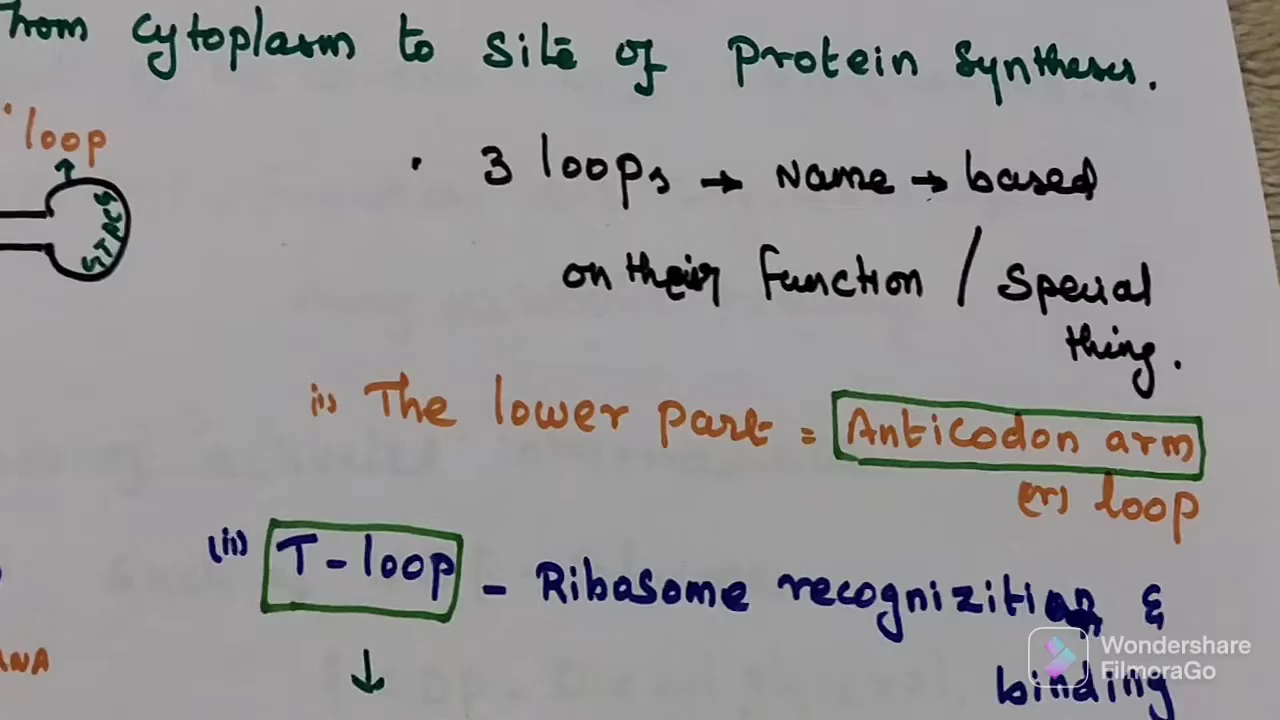 from cytoplasm to site of protein syntheses.
loop
. 3 loops → Name → based
on their function / special
thing.
i) The lower part = Anticodon arm
(or) loop
(ii) T-loop - Ribosome recognizition &
binding
Wondershare
FilmoraGo